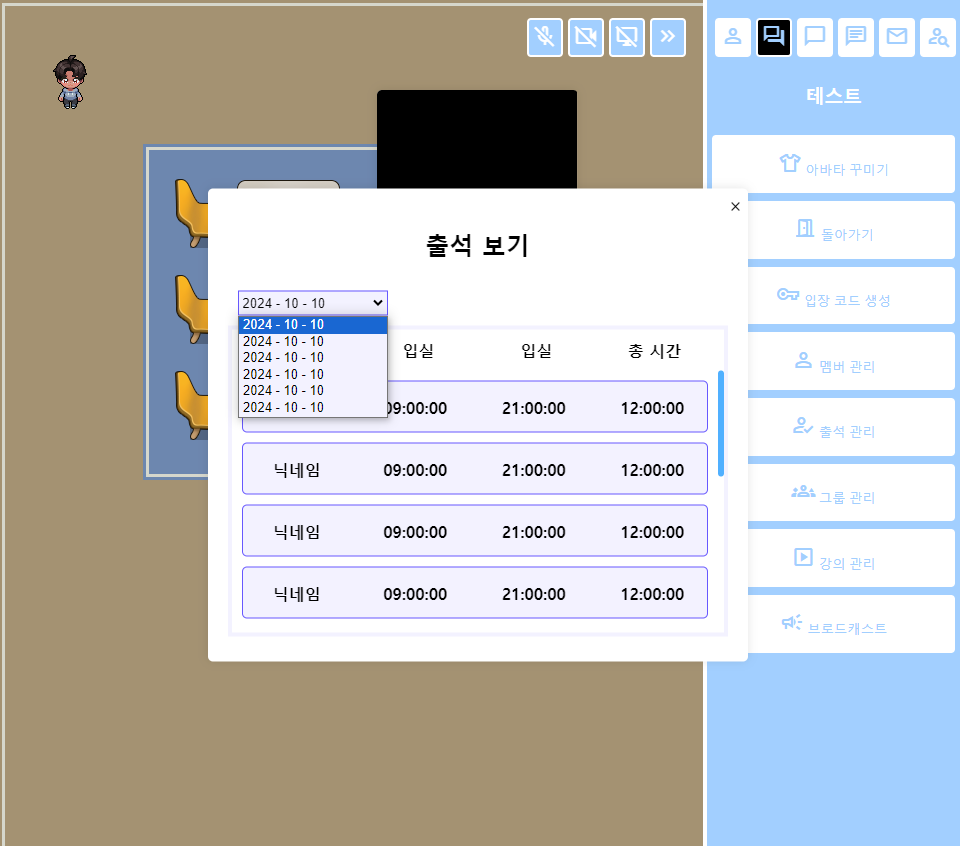 테스트
아바타 꾸미기
돌아가기
입장 코드 생성
멤버 관리
출석 관리
그룹 관리
강의 관리
브로드캐스트
×
출석 보기
2024 - 10 - 10
2024 - 10 - 10
2024 - 10 - 10
2024 - 10 - 10
2024 - 10 - 10
2024 - 10 - 10
2024 - 10 - 10
입실 입실 총 시간
09:00:00 21:00:00 12:00:00
닉네임 09:00:00 21:00:00 12:00:00
닉네임 09:00:00 21:00:00 12:00:00
닉네임 09:00:00 21:00:00 12:00:00